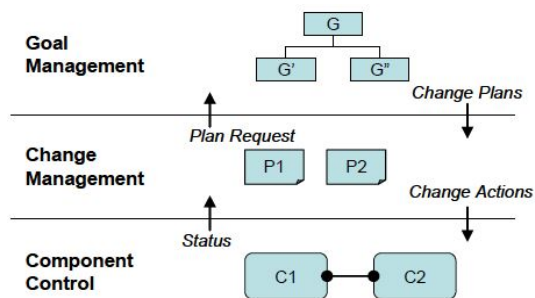 Goal
Management
G
G' G"
Change Plans
Plan Request
Change
Management
P1 P2
Change Actions
Status
Component
Control
C1 C2